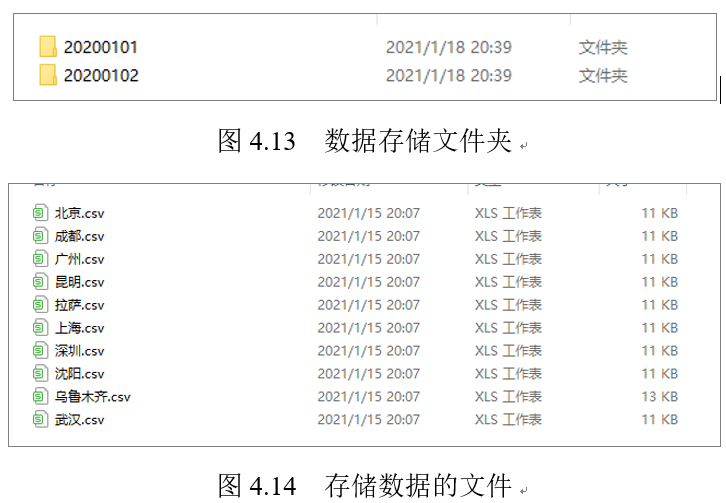 20200101 2021/1/18 20:39 文件夹
20200102 2021/1/18 20:39 文件夹
图 4.13 数据存储文件夹
北京.csv 2021/1/15 20:07 XLS 工作表 11 KB
成都.csv 2021/1/15 20:07 XLS 工作表 11 KB
广州.csv 2021/1/15 20:07 XLS 工作表 11 KB
昆明.csv 2021/1/15 20:07 XLS 工作表 11 KB
拉萨.csv 2021/1/15 20:07 XLS 工作表 11 KB
上海.csv 2021/1/15 20:07 XLS 工作表 11 KB
深圳.csv 2021/1/15 20:07 XLS 工作表 11 KB
沈阳.csv 2021/1/15 20:07 XLS 工作表 11 KB
乌鲁木齐.csv 2021/1/15 20:07 XLS 工作表 13 KB
武汉.csv 2021/1/15 20:07 XLS 工作表 11 KB
图 4.14 存储数据的文件